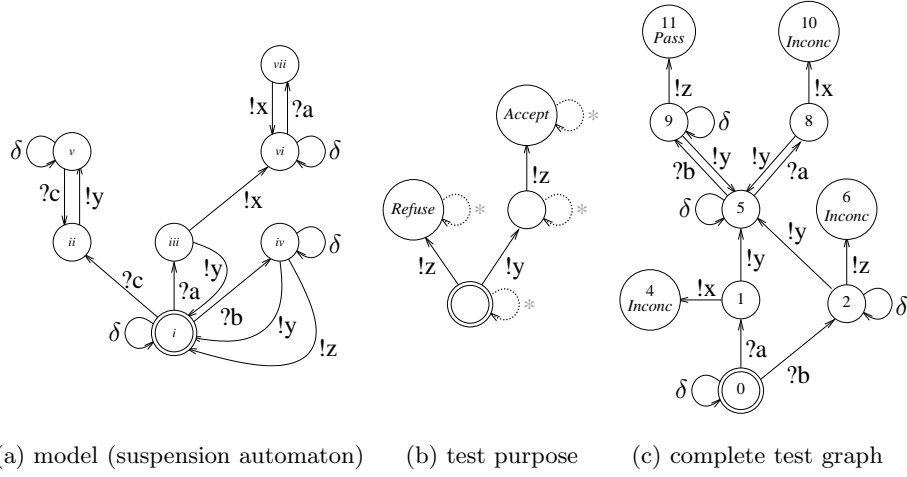 vii
!x
?a
δ
v
vi
δ
?c
!y
!x
ii
iii
iv
δ
?c
?a
!y
?b
!y
!z
δ
i
Accept
*
!z
Refuse
*
*
!z
!y
*
11
Pass
10
Inconc
!z
!x
9
δ
8
?b
!y
!y
?a
δ
5
6
Inconc
!y
!y
!z
4
Inconc
!x
1
2
δ
?a
?b
δ
0
a) model (suspension automaton)
(b) test purpose
(c) complete test graph